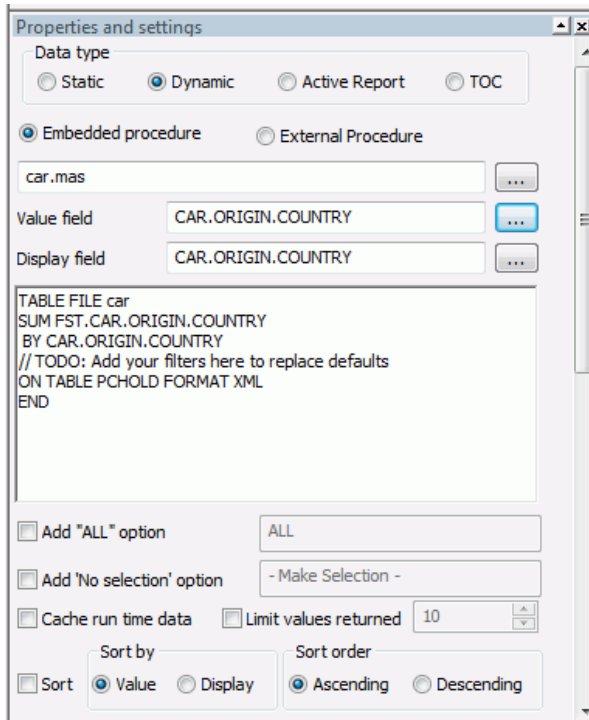 Properties and settings
Data type
Static Dynamic Active Report TOC
Embedded procedure External Procedure
car.mas ...
Value field CAR.ORIGIN.COUNTRY ...
Display field CAR.ORIGIN.COUNTRY ...
TABLE FILE car
SUM FST.CAR.ORIGIN.COUNTRY
BY CAR.ORIGIN.COUNTRY
// TODO: Add your filters here to replace defaults
ON TABLE PCHOLD FORMAT XML
END
Add "ALL" option ALL
Add 'No selection' option - Make Selection -
Cache run time data Limit values returned 10
Sort by Sort order
Sort Value Display Ascending Descending